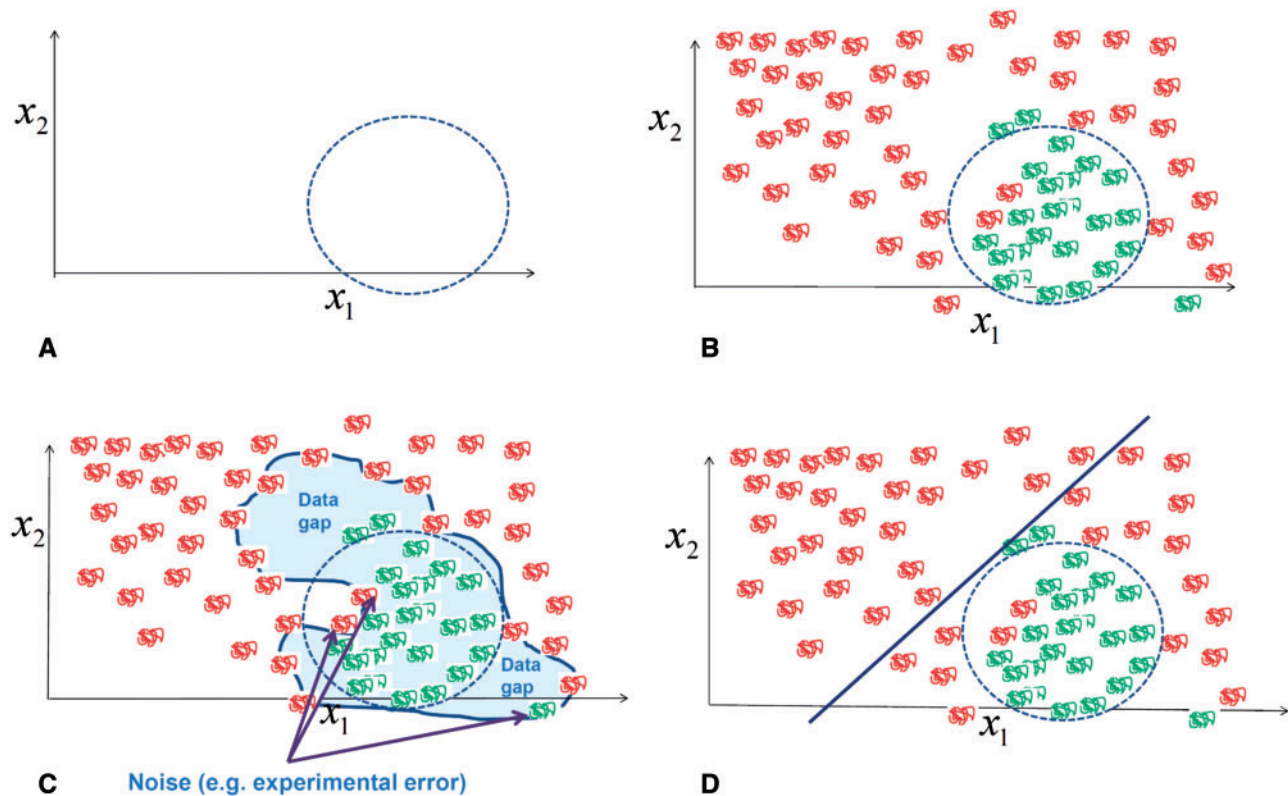 x2
x1
A
x2
x1
B
x2
Data
gap
Data
gap
x1
C
Noise (e.g. experimental error)
x2
x1
D